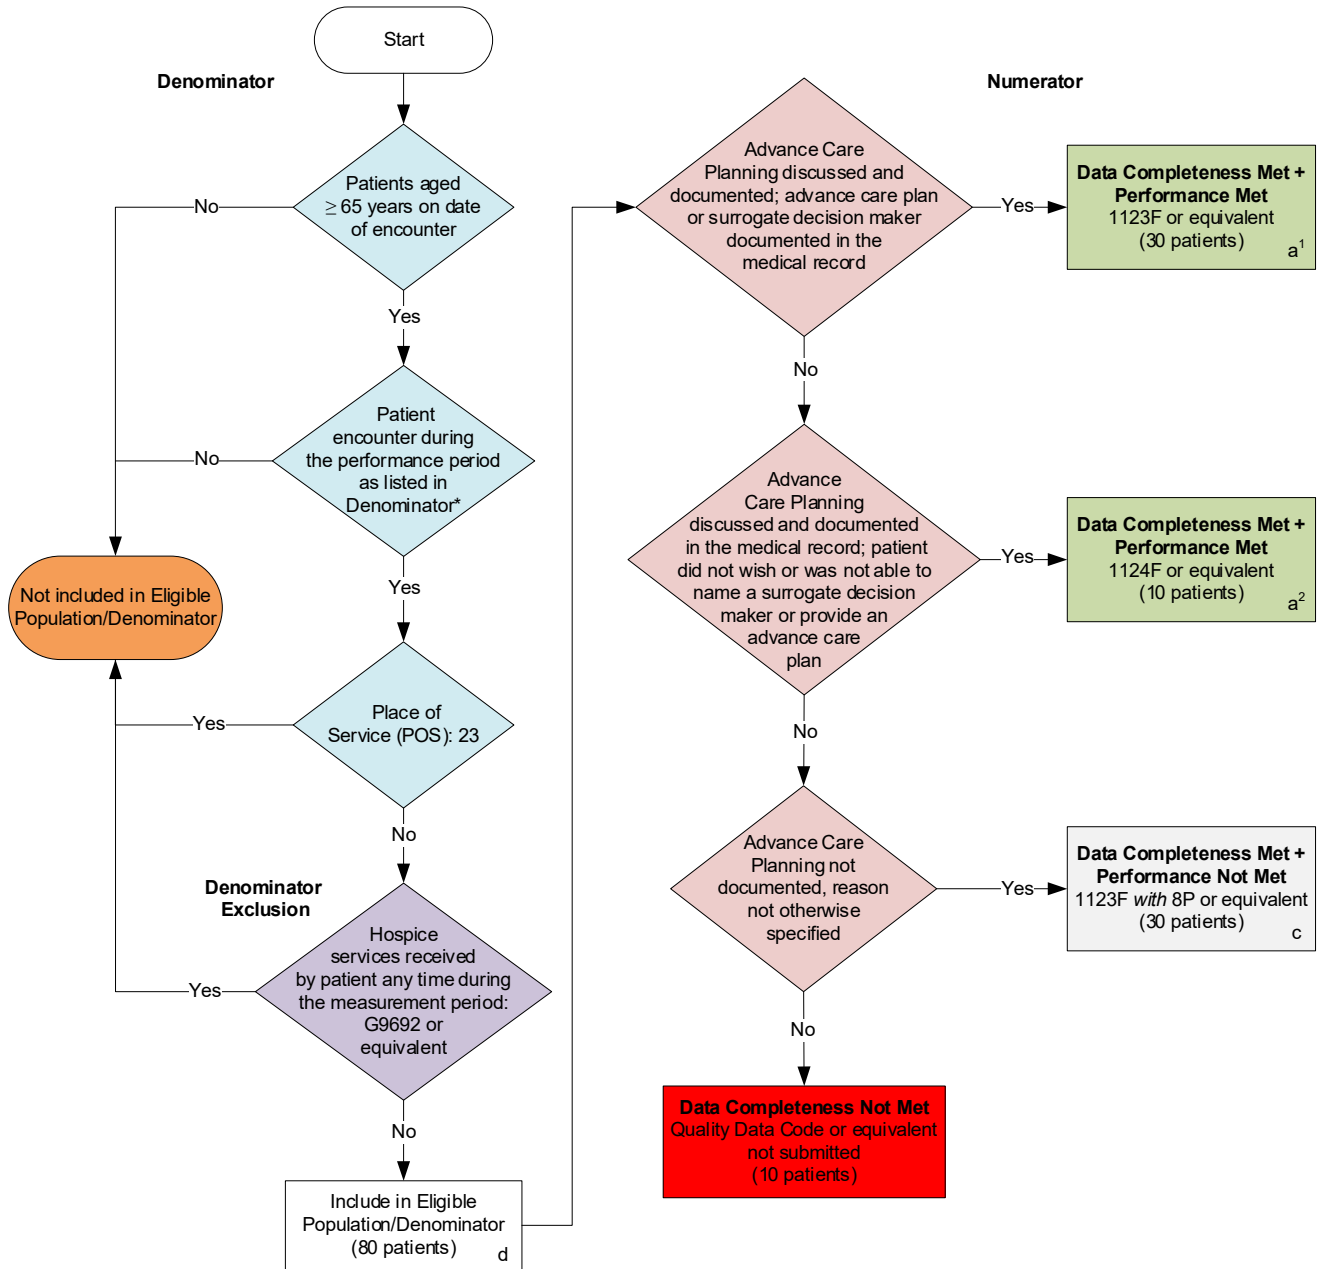 Start
Denominator
Patients aged
≥ 65 years on date
of encounter
No
Yes
Patient
encounter during
the performance period
as listed in
Denominator*
No
Yes
Not included in Eligible
Population/Denominator
Place of
Service (POS): 23
Yes
No
Denominator
Exclusion
Hospice
services received
by patient any time during
the measurement period:
G9692 or
equivalent
Yes
No
Include in Eligible
Population/Denominator
(80 patients)
d
Numerator
Advance Care
Planning discussed and
documented; advance care plan
or surrogate decision maker
documented in the
medical record
Yes
Data Completeness Met +
Performance Met
1123F or equivalent
(30 patients)
a¹
No
Advance
Care Planning
discussed and documented
in the medical record; patient
did not wish or was not able to
name a surrogate decision
maker or provide an
advance care
plan
Yes
Data Completeness Met +
Performance Met
1124F or equivalent
(10 patients)
a²
No
Advance Care
Planning not
documented, reason
not otherwise
specified
Yes
Data Completeness Met +
Performance Not Met
1123F with 8P or equivalent
(30 patients)
c
No
Data Completeness Not Met
Quality Data Code or equivalent
not submitted
(10 patients)